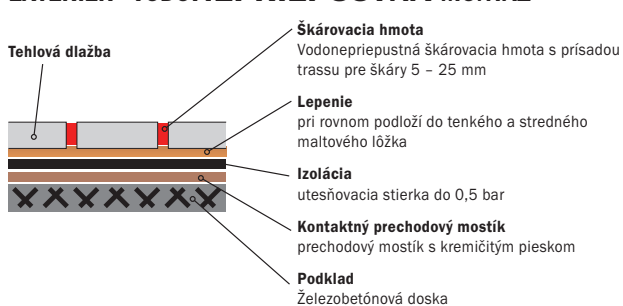 Škárovacia hmota
Vodonepriepustná škárovacia hmota s prísadou
trassu pre škáry 5 – 25 mm
Tehlová dlažba
Lepenie
pri rovnom podloží do tenkého a stredného
maltového lôžka
Izolácia
utesňovacia stierka do 0,5 bar
Kontaktný prechodový mostík
prechodový mostík s kremičitým pieskom
Podklad
Železobetónová doska